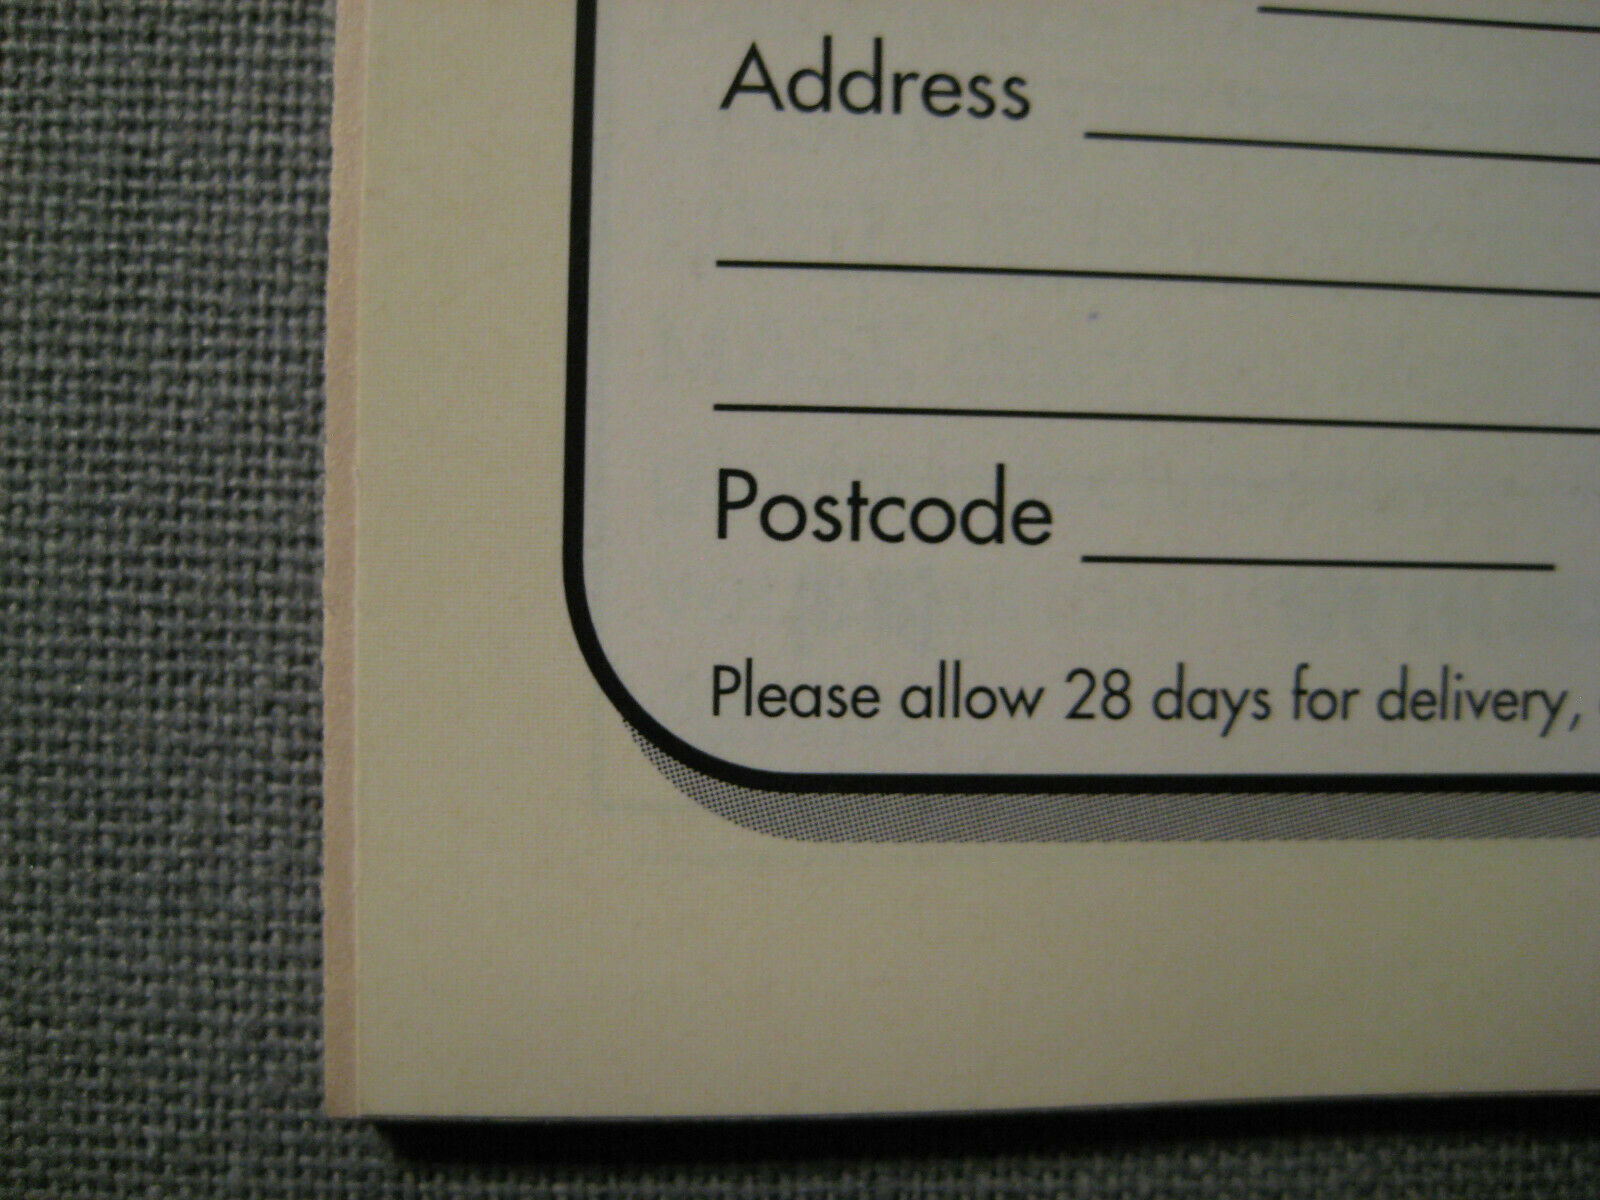 Address
Postcode
Please allow 28 days for delivery,